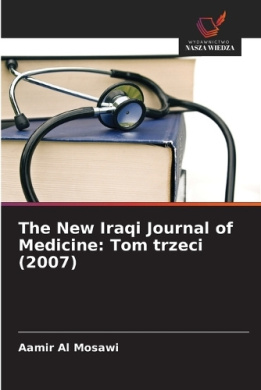 WYDAWNICTWO
NASZA WIEDZA
The New Iraqi Journal of
Medicine: Tom trzeci
(2007)
Aamir Al Mosawi